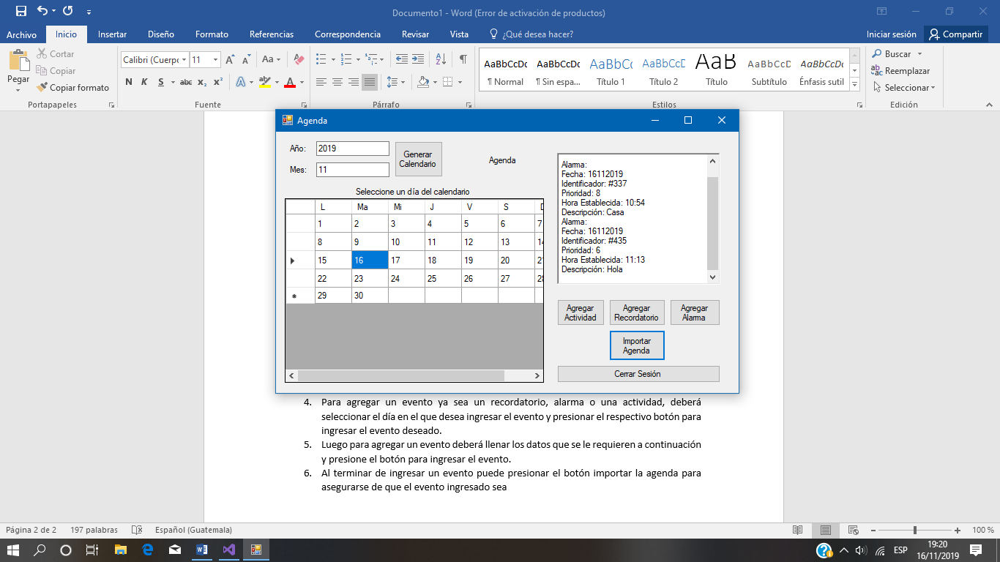 Documento1 - Word (Error de activación de productos)
Archivo Inicio Insertar Diseño Formato Referencias Correspondencia Revisar Vista ¿Qué desea hacer? Iniciar sesión Compartir
Pegar
Cortar
Copiar
Copiar formato
Portapapeles
Calibri (Cuerpo 11
Aa
N K S abc x₂ x²
Fuente
Párrafo
AaBbCcDc AaBbCcDc AaBbCc AaBbCcD AaB AaBbCcD AaBbCcDc
¶ Normal ¶ Sin espa... Título 1 Título 2 Título Subtítulo Énfasis sutil
Estilos
Buscar
Reemplazar
Seleccionar
Edición
Agenda
Año: 2019
Mes: 11
Generar
Calendario
Agenda
Seleccione un día del calendario
L Ma Mi J V S D
1 2 3 4 5 6 7
8 9 10 11 12 13 14
15 16 17 18 19 20 21
22 23 24 25 26 27 28
29 30
Alarma:
Fecha: 16112019
Identificador: #337
Prioridad: 8
Hora Establecida: 10:54
Descripción: Casa
Alarma:
Fecha: 16112019
Identificador: #435
Prioridad: 6
Hora Establecida: 11:13
Descripción: Hola
Agregar
Actividad
Agregar
Recordatorio
Agregar
Alarma
Importar
Agenda
Cerrar Sesión
4. Para agregar un evento ya sea un recordatorio, alarma o una actividad, deberá
seleccionar el día en el que desea ingresar el evento y presionar el respectivo botón para
ingresar el evento deseado.
5. Luego para agregar un evento deberá llenar los datos que se le requieren a continuación
y presione el botón para ingresar el evento.
6. Al terminar de ingresar un evento puede presionar el botón importar la agenda para
asegurarse de que el evento ingresado sea
Página 2 de 2 197 palabras Español (Guatemala) 100 %
ESP
19:20
16/11/2019